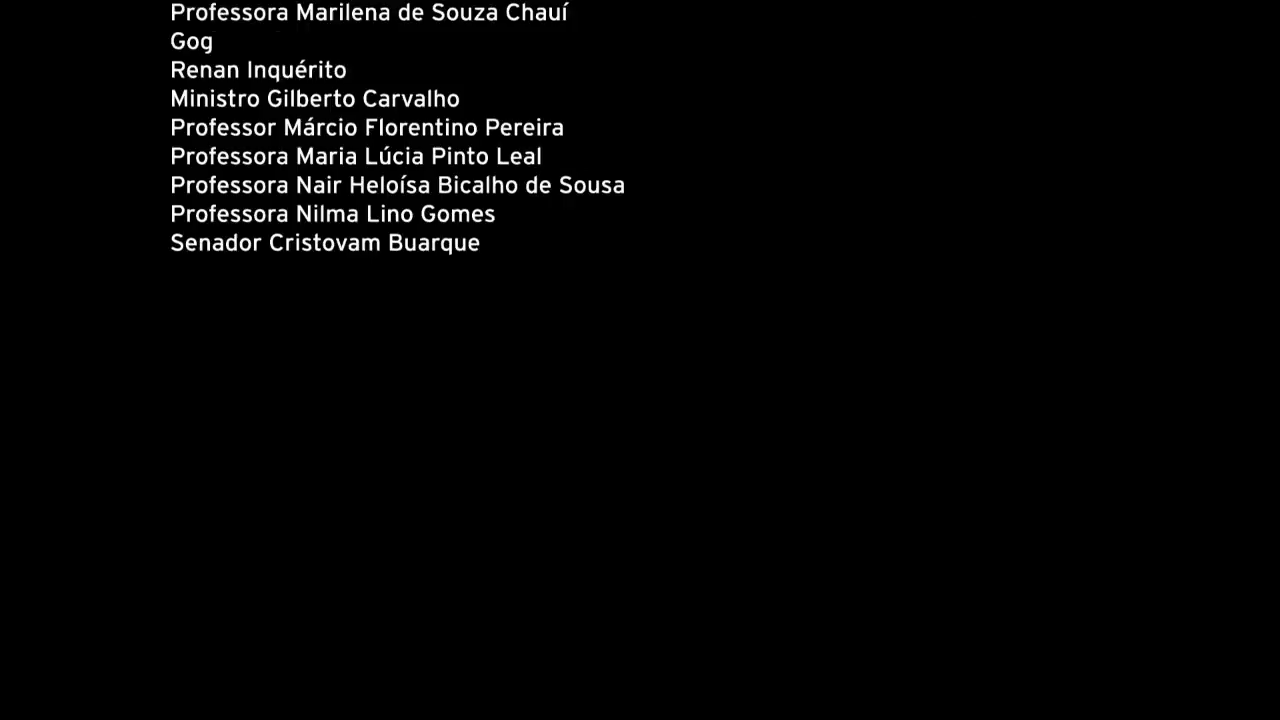 Professora Marilena de Souza Chauí
Gog
Renan Inquérito
Ministro Gilberto Carvalho
Professor Márcio Florentino Pereira
Professora Maria Lúcia Pinto Leal
Professora Nair Heloísa Bicalho de Sousa
Professora Nilma Lino Gomes
Senador Cristovam Buarque